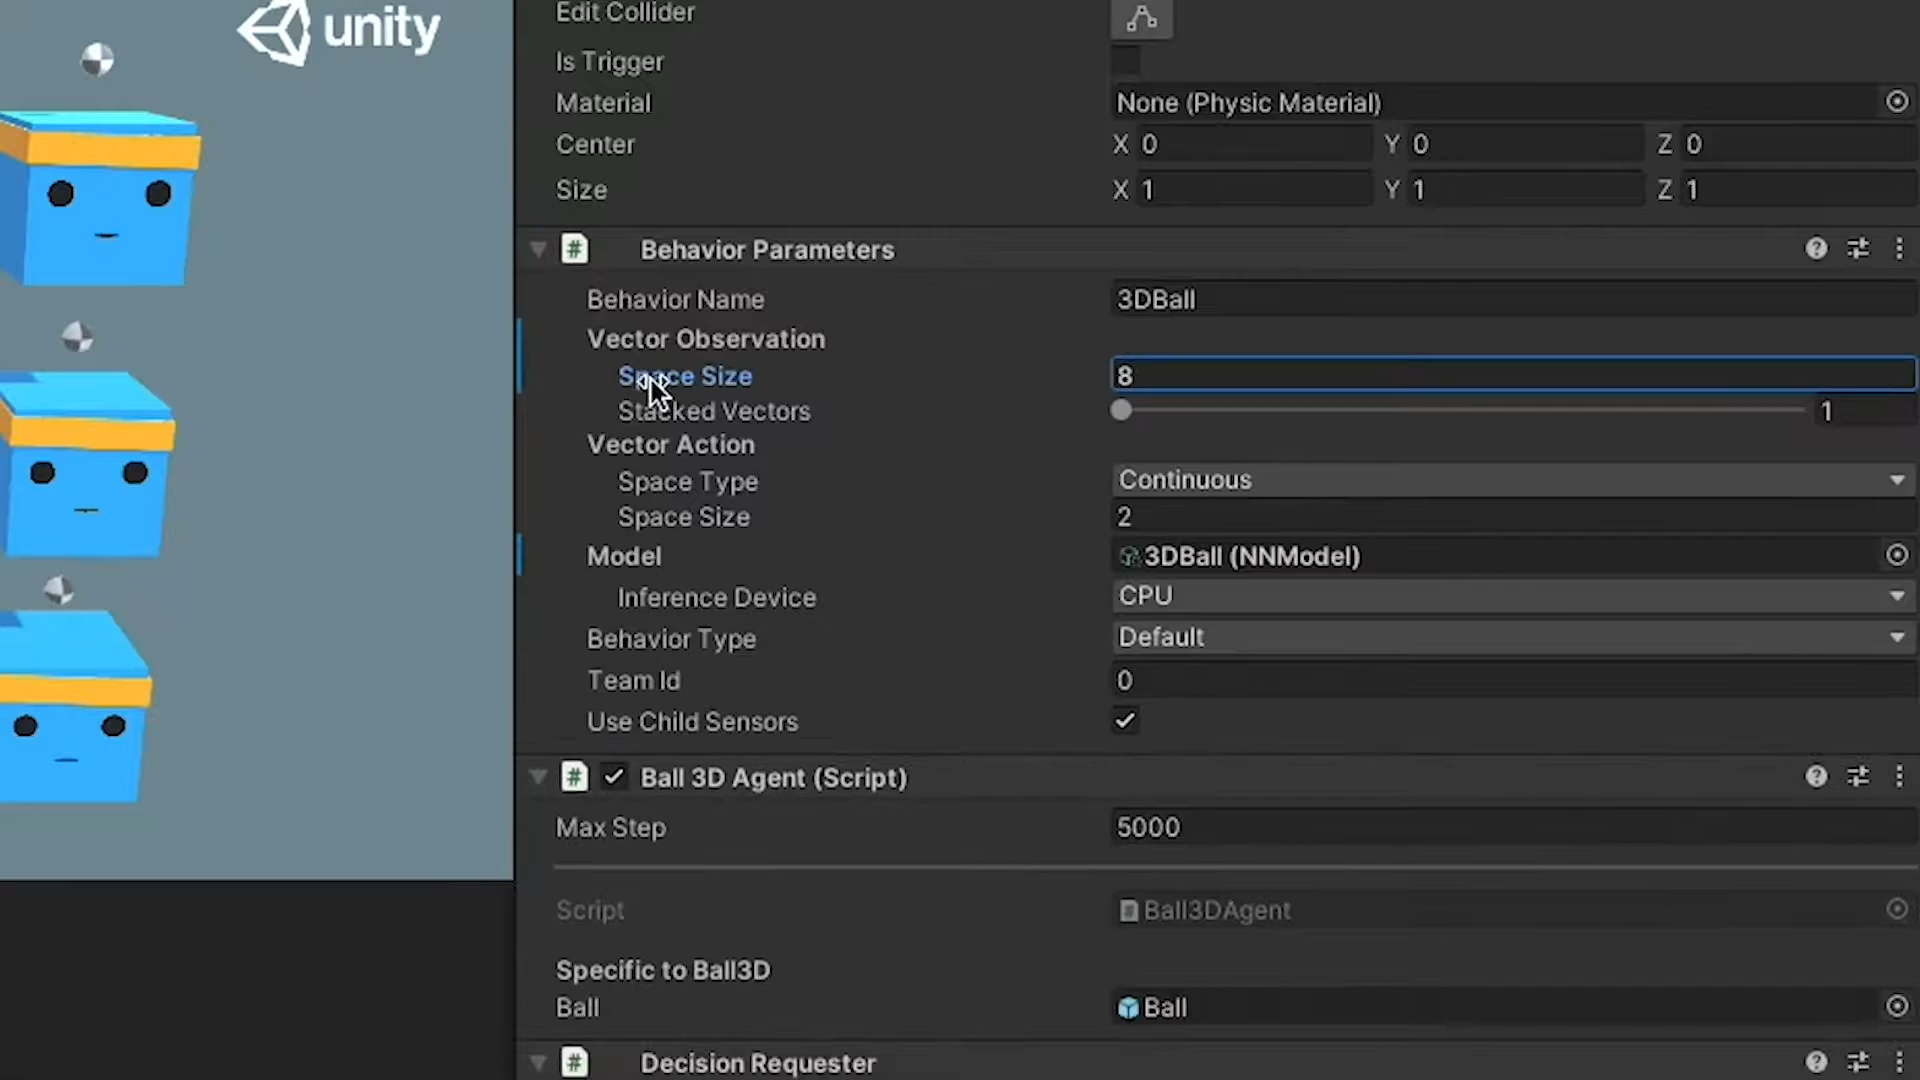 unity
Edit Collider
Is Trigger
Material None (Physic Material)
Center X 0 Y 0 Z 0
Size X 1 Y 1 Z 1
# Behavior Parameters
Behavior Name 3DBall
Vector Observation
Space Size 8
Stacked Vectors 1
Vector Action
Space Type Continuous
Space Size 2
Model 3DBall (NNModel)
Inference Device CPU
Behavior Type Default
Team Id 0
Use Child Sensors
# Ball 3D Agent (Script)
Max Step 5000
Script Ball3DAgent
Specific to Ball3D
Ball Ball
# Decision Requester